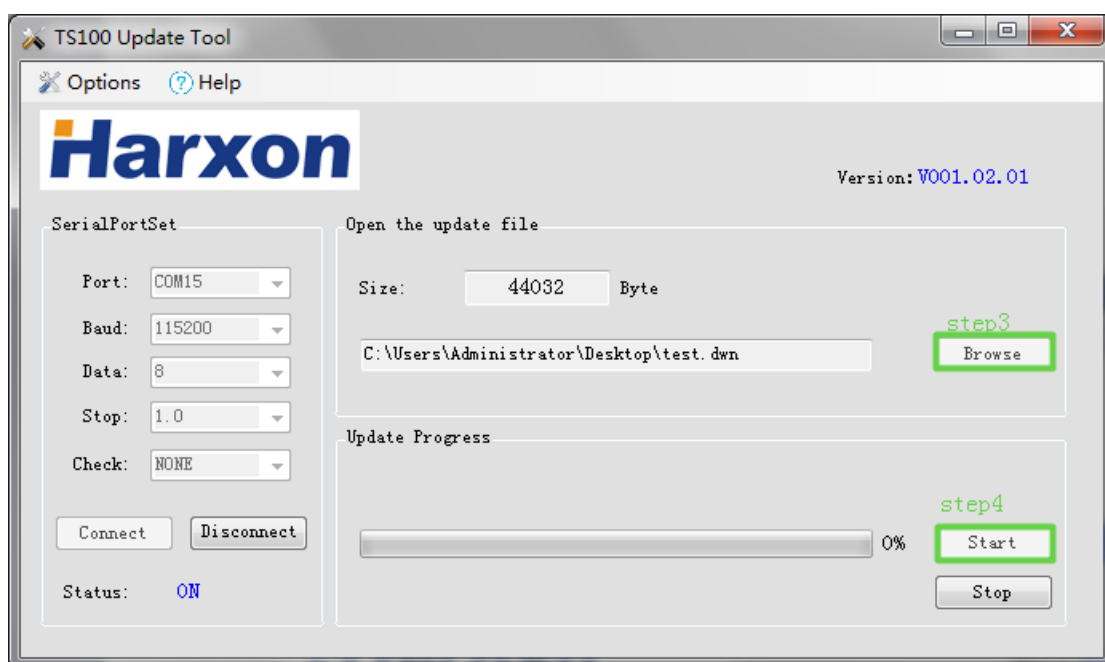 TS100 Update Tool
Options Help
Harxon
Version: V001.02.01
SerialPortSet
Port: COM15
Baud: 115200
Data: 8
Stop: 1.0
Check: NONE
Connect Disconnect
Status: ON
Open the update file
Size: 44032 Byte
step3
C:\Users\Administrator\Desktop\test.dwn Browse
Update Progress
step4
0% Start
Stop